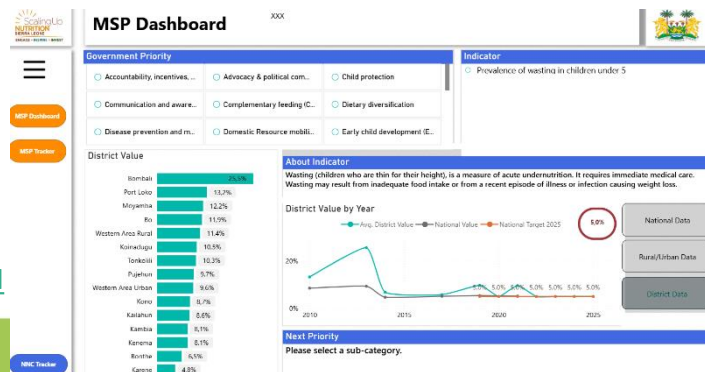 Scaling Up
NUTRITION
SIERRA LEONE
ENGAGE • INSPIRE • INVEST
MSP Dashboard
xxx
MSP Dashboard
MSP Tracker
NNC Tracker
Government Priority
Accountability, incentives, ...
Advocacy & political com...
Child protection
Communication and aware...
Complementary feeding (C...
Dietary diversification
Disease prevention and m...
Domestic Resource mobili...
Early child development (E...
Indicator
Prevalence of wasting in children under 5
District Value
Bombali 25,5%
Port Loko 13,2%
Moyamba 12,2%
Bo 11,9%
Western Area Rural 11,4%
Koinadugu 10,5%
Tonkolili 10,3%
Pujehun 9,7%
Western Area Urban 9,6%
Kono 8,7%
Kailahun 8,6%
Kambia 8,1%
Kenema 8,1%
Bonthe 6,5%
Karene 4,8%
About Indicator
Wasting (children who are thin for their height), is a measure of acute undernutrition. It requires immediate medical care.
Wasting may result from inadequate food intake or from a recent episode of illness or infection causing weight loss.
District Value by Year
Avg. District Value National Value National Target 2025
5,0%
20%
0%
5,0% 5,0% 5,0% 5,0% 5,0% 5,0% 5,0%
2010 2015 2020 2025
National Data
Rural/Urban Data
District Data
Next Priority
Please select a sub-category.